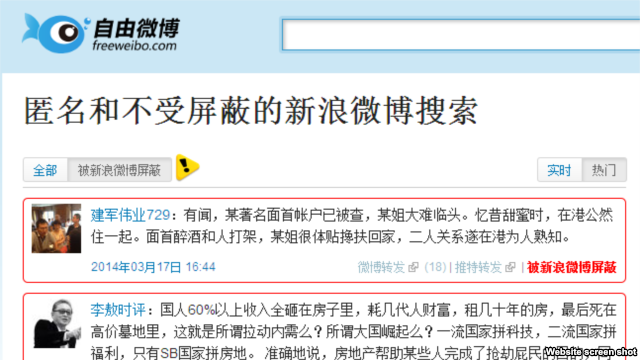 自由微博
freeweibo.com
匿名和不受屏蔽的新浪微博搜索
全部 被新浪微博屏蔽 ! 实时 热门
建军伟业729：有闻，某著名面首帐户已被查，某姐大难临头。忆昔甜蜜时，在港公然
住一起。面首醉酒和人打架，某姐很体贴搀扶回家，二人关系遂在港为人熟知。
2014年03月17日 16:44 微博转发 (18) | 推特转发 | 被新浪微博屏蔽
李敖时评：国人60%以上收入全砸在房子里，耗几代人财富，租几十年的房，最后死在
高价墓地里，这就是所谓拉动内需么？所谓大国崛起么？一流国家拼科技，二流国家拼
福利，只有SB国家拼房地。 准确地说，房地产帮助某些人完成了抢劫屁民的
Website screen shot